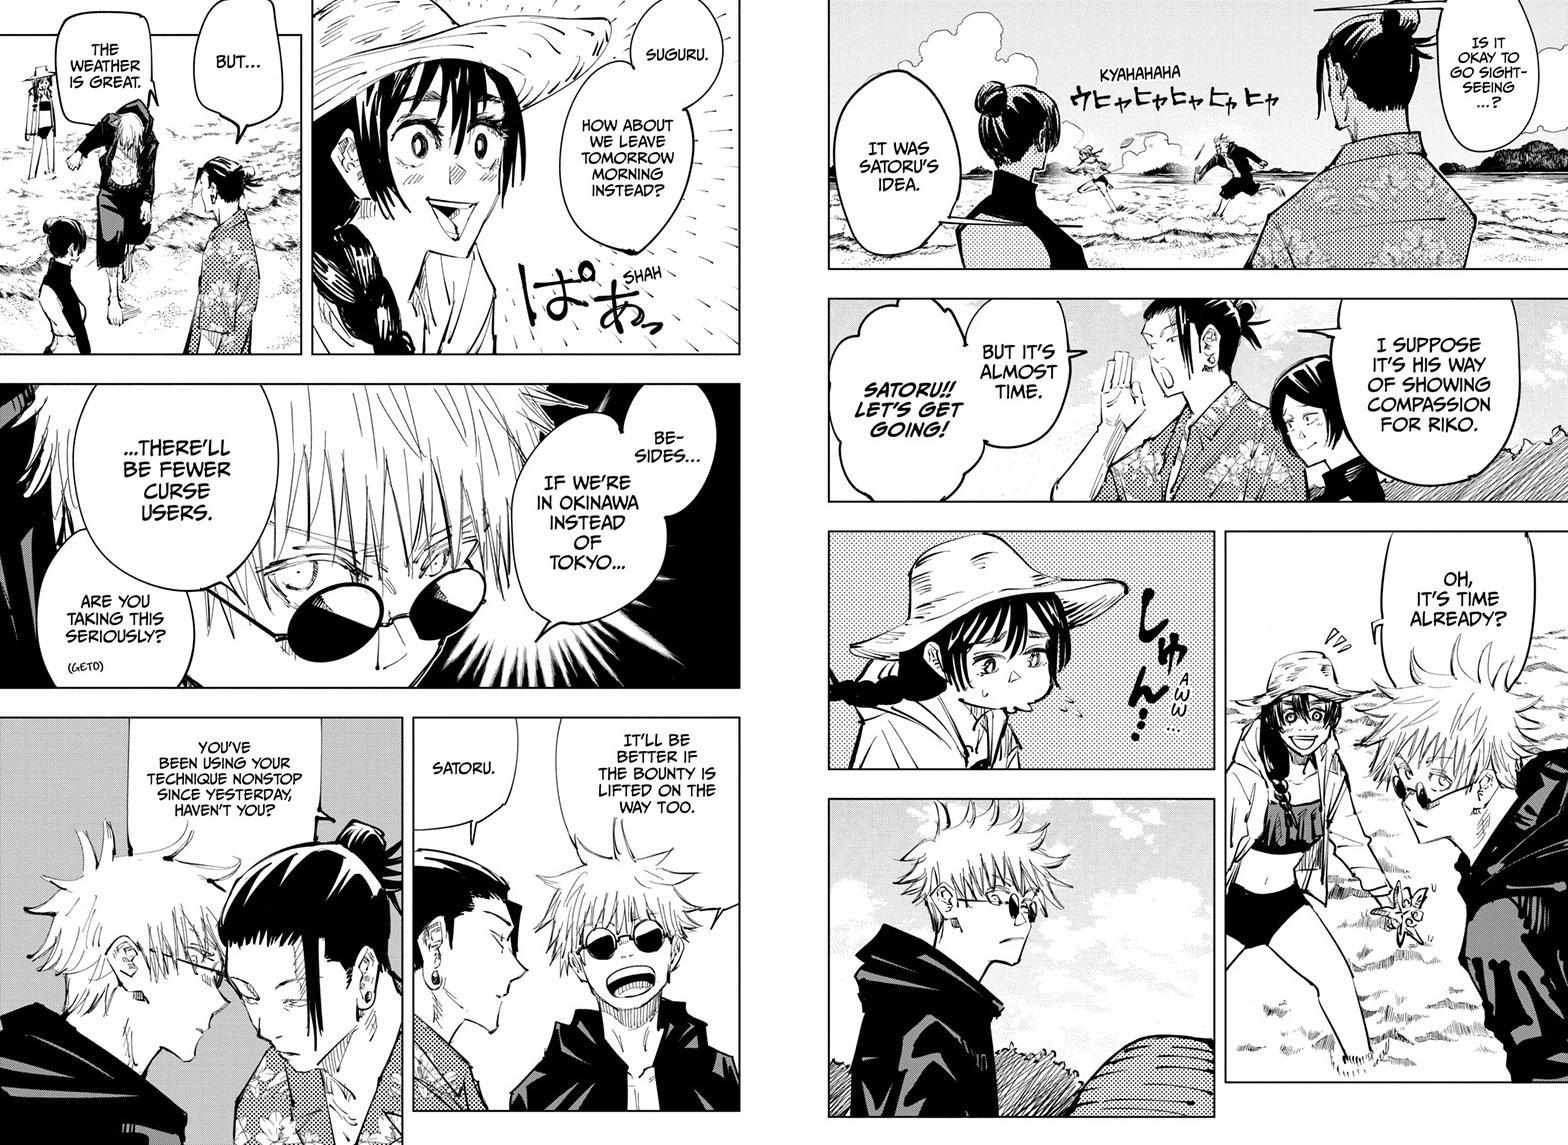 IS IT
OKAY TO
GO SIGHT-
SEEING
...?
KYAHAHAHA
ウヒャヒャヒャヒャヒャ
IT WAS
SATORU'S
IDEA.
I SUPPOSE
IT'S HIS WAY
OF SHOWING
COMPASSION
FOR RIKO.
BUT IT'S
ALMOST
TIME.
SATORU!!
LET'S GET
GOING!
OH,
IT'S TIME
ALREADY?
しゅん…
AWW...
SUGURU.
HOW ABOUT
WE LEAVE
TOMORROW
MORNING
INSTEAD?
ぱあっ
SHAH
BUT...
THE
WEATHER
IS GREAT.
BE-
SIDES...
IF WE'RE
IN OKINAWA
INSTEAD
OF
TOKYO...
...THERE'LL
BE FEWER
CURSE
USERS.
ARE YOU
TAKING THIS
SERIOUSLY?
(GETO)
IT'LL BE
BETTER IF
THE BOUNTY IS
LIFTED ON THE
WAY TOO.
SATORU.
YOU'VE
BEEN USING YOUR
TECHNIQUE NONSTOP
SINCE YESTERDAY,
HAVEN'T YOU?